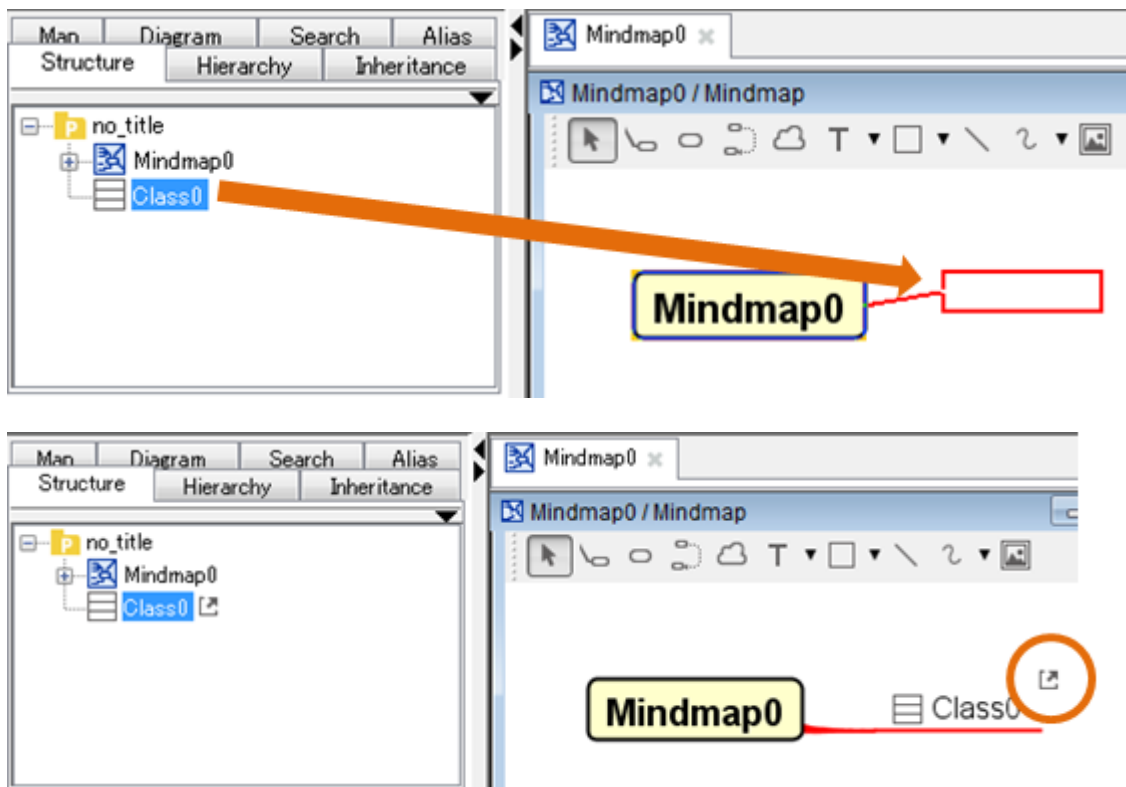 Map Diagram Search Alias
Structure Hierarchy Inheritance
no_title
Mindmap0
Class0
Mindmap0
Mindmap0 / Mindmap
T
Mindmap0
Map Diagram Search Alias
Structure Hierarchy Inheritance
no_title
Mindmap0
Class0
Mindmap0
Mindmap0 / Mindmap
T
Mindmap0
Class0